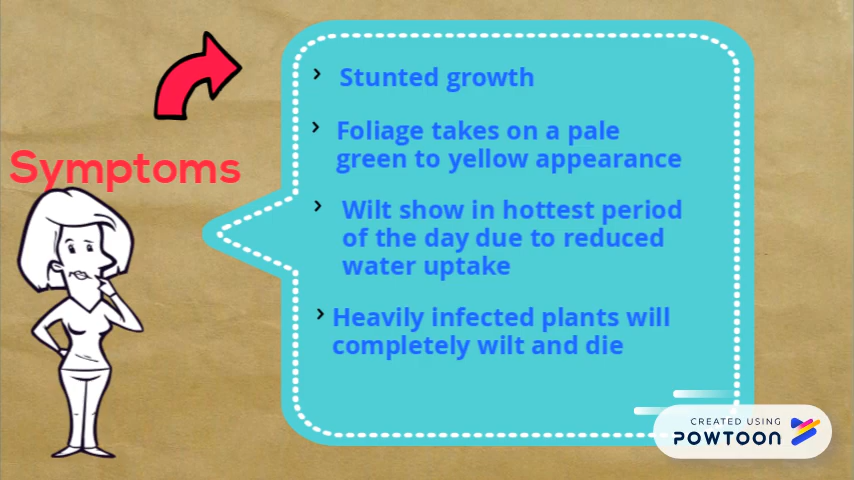 Symptoms
› Stunted growth
› Foliage takes on a pale
green to yellow appearance
› Wilt show in hottest period
of the day due to reduced
water uptake
› Heavily infected plants will
completely wilt and die
CREATED USING
POWTOON